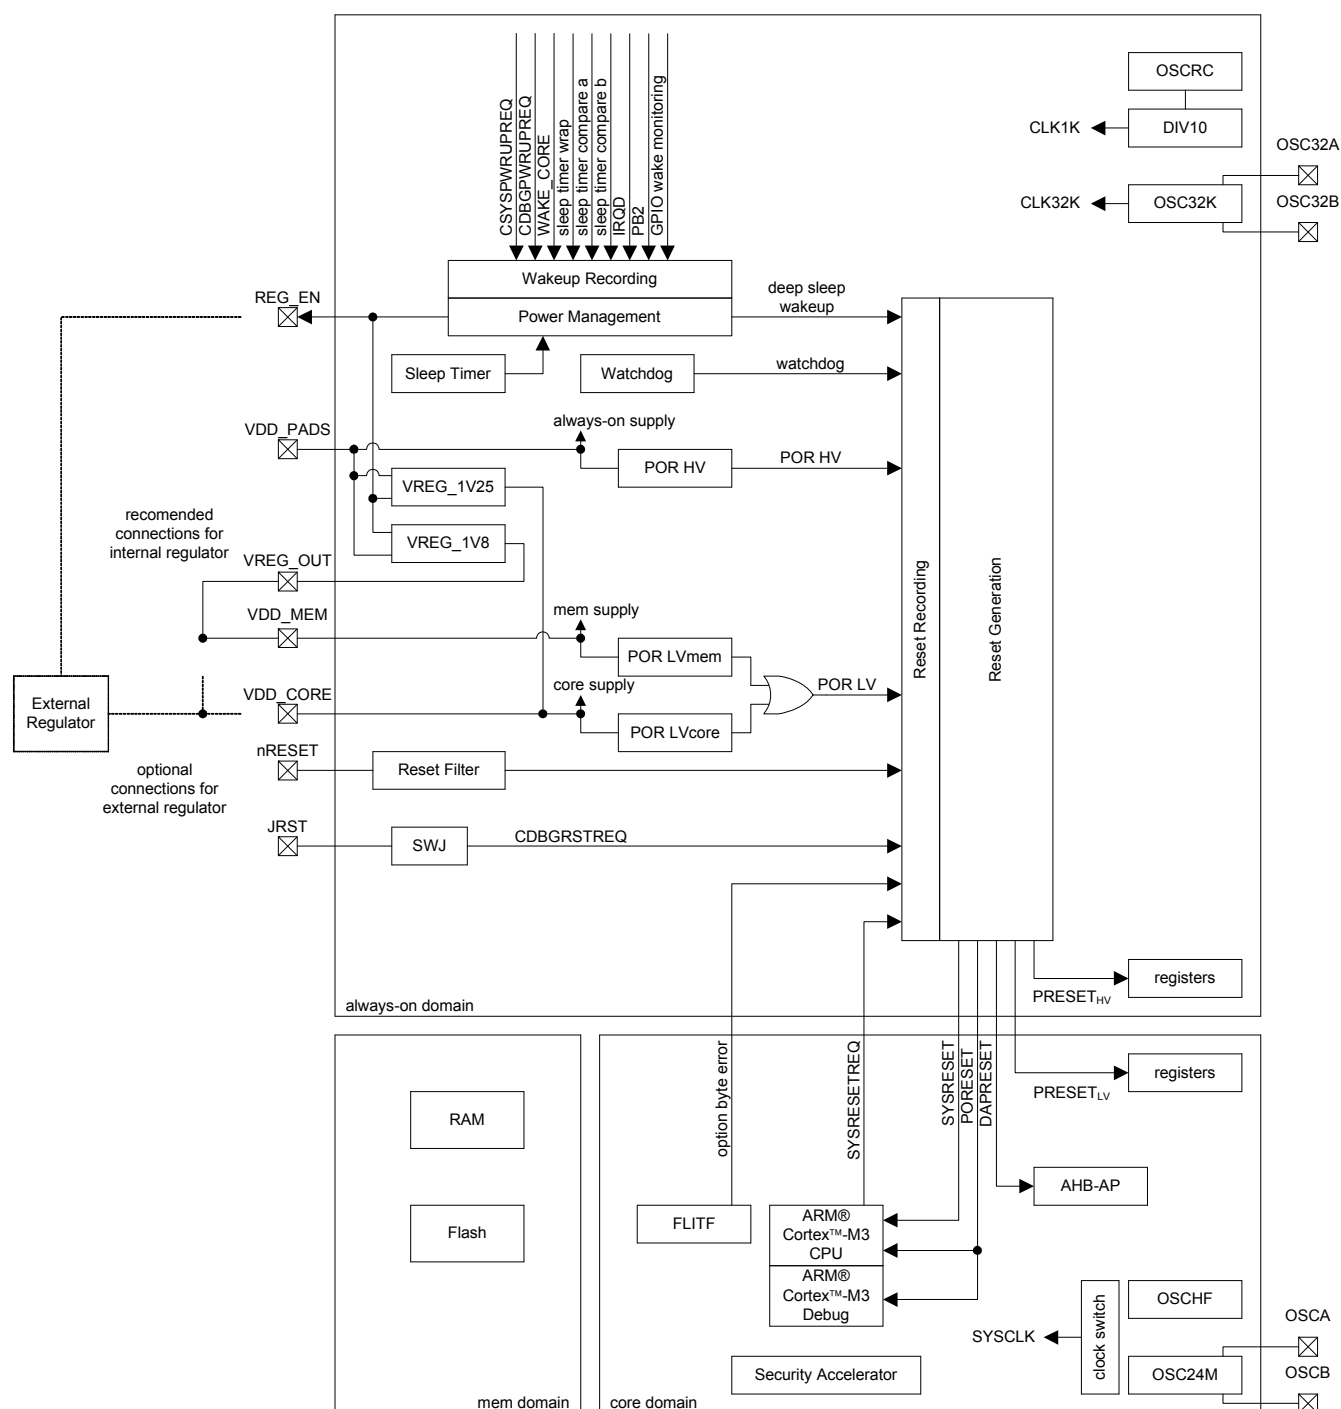 CSYSPWRUPREQ
CDBGPWRUPREQ
WAKE_CORE
sleep timer wrap
sleep timer compare a
sleep timer compare b
IRQD
PB2
GPIO wake monitoring
OSCRC
CLK1K
DIV10
OSC32A
CLK32K
OSC32K
OSC32B
Wakeup Recording
Power Management
deep sleep
wakeup
REG_EN
Sleep Timer
Watchdog
watchdog
VDD_PADS
always-on supply
POR HV
POR HV
VREG_1V25
recomended
connections for
internal regulator
VREG_1V8
VREG_OUT
VDD_MEM
mem supply
POR LVmem
Reset Recording
Reset Generation
External
Regulator
VDD_CORE
core supply
POR LVcore
POR LV
nRESET
Reset Filter
optional
connections for
external regulator
JRST
SWJ
CDBGRSTREQ
PRESETHV
registers
always-on domain
option byte error
SYSRESETREQ
SYSRESET
PORESET
DAPRESET
PRESETLV
registers
RAM
Flash
FLITF
ARM®
Cortex™-M3
CPU
ARM®
Cortex™-M3
Debug
AHB-AP
SYSCLK
clock switch
OSCHF
OSC24M
OSCA
OSCB
Security Accelerator
mem domain
core domain